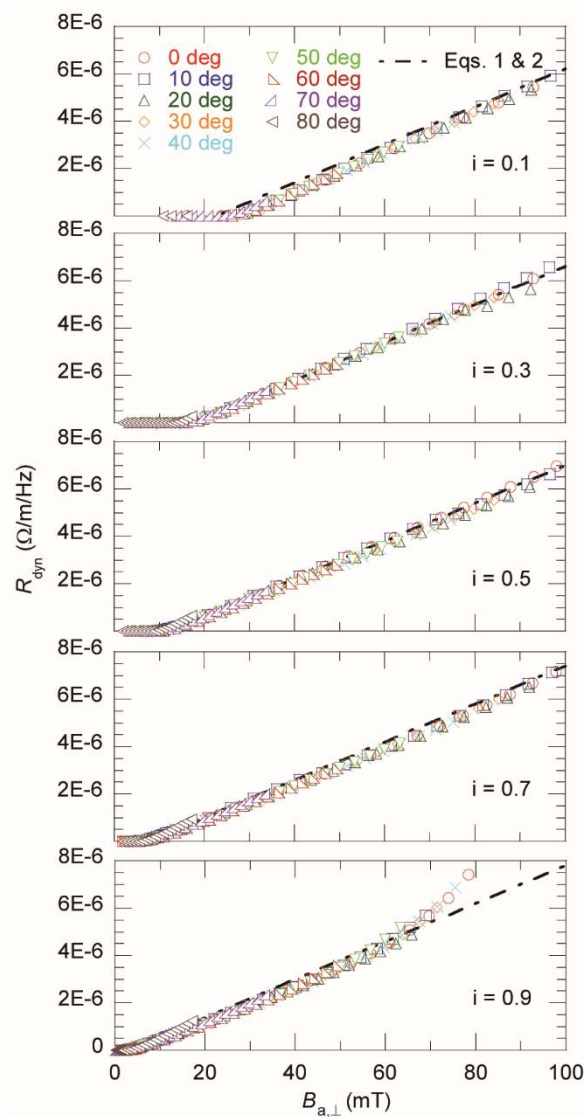 8E-6
6E-6
4E-6
2E-6
0 deg
10 deg
20 deg
30 deg
40 deg
50 deg
60 deg
70 deg
80 deg
Eqs. 1 & 2
i = 0.1
8E-6
6E-6
4E-6
2E-6
i = 0.3
8E-6
6E-6
4E-6
2E-6
i = 0.5
8E-6
6E-6
4E-6
2E-6
i = 0.7
8E-6
6E-6
4E-6
2E-6
0
i = 0.9
0 20 40 60 80 100
Rdyn (Ω/m/Hz)
Ba,⊥ (mT)